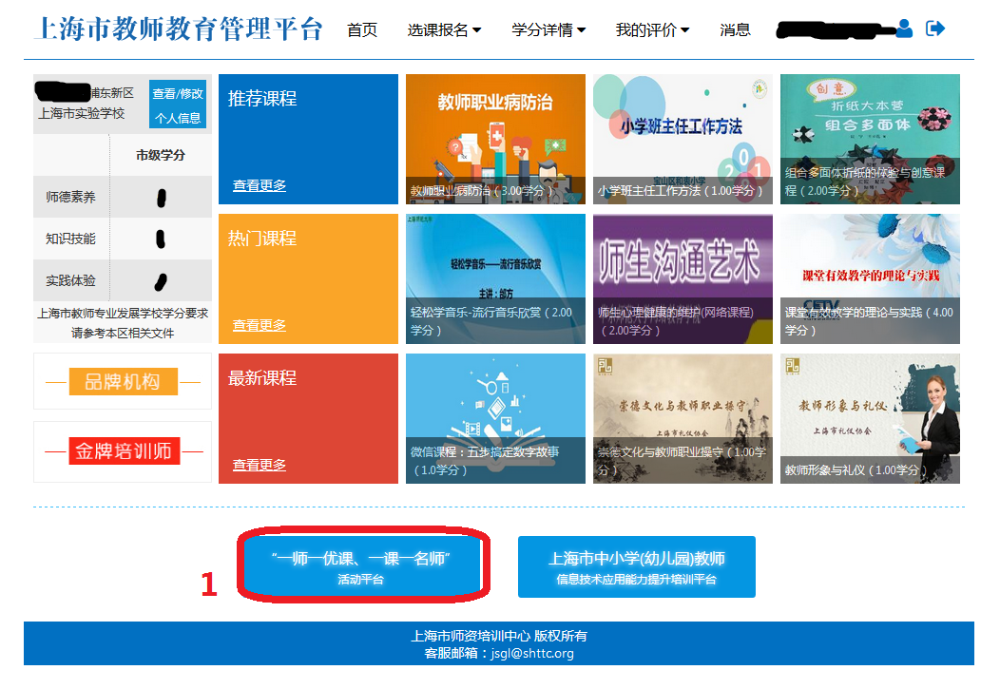 上海市教师教育管理平台
首页
选课报名
学分详情
我的评价
消息
浦东新区
上海市实验学校
查看/修改
个人信息
市级学分
师德素养
知识技能
实践体验
上海市教师专业发展学校学分要求
请参考本区相关文件
品牌机构
金牌培训师
推荐课程
查看更多
教师职业病防治
教师职业病防治（3.00学分）
小学班主任工作方法
宝山区和衷小学
201
小学班主任工作方法（1.00学分）
创意
折纸大本营
组合多面体
组合多面体折纸的体验与创意课
程（2.00学分）
热门课程
查看更多
轻松学音乐——流行音乐欣赏
主讲：邰方
轻松学音乐-流行音乐欣赏（2.00
学分）
师生沟通艺术
师生心理健康的维护(网络课程)
（2.00学分）
课堂有效教学的理论与实践
CETV
课堂有效教学的理论与实践（4.00
学分）
最新课程
查看更多
微信课程：五步搞定数字故事
（1.0学分）
崇德文化与教师职业操守
上海市礼仪协会
崇德文化与教师职业操守（1.00学
分）
教师形象与礼仪
上海市礼仪协会
教师形象与礼仪（1.00学分）
1
“一师一优课、一课一名师”
活动平台
上海市中小学(幼儿园)教师
信息技术应用能力提升培训平台
上海市师资培训中心 版权所有
客服邮箱：jsgl@shttc.org